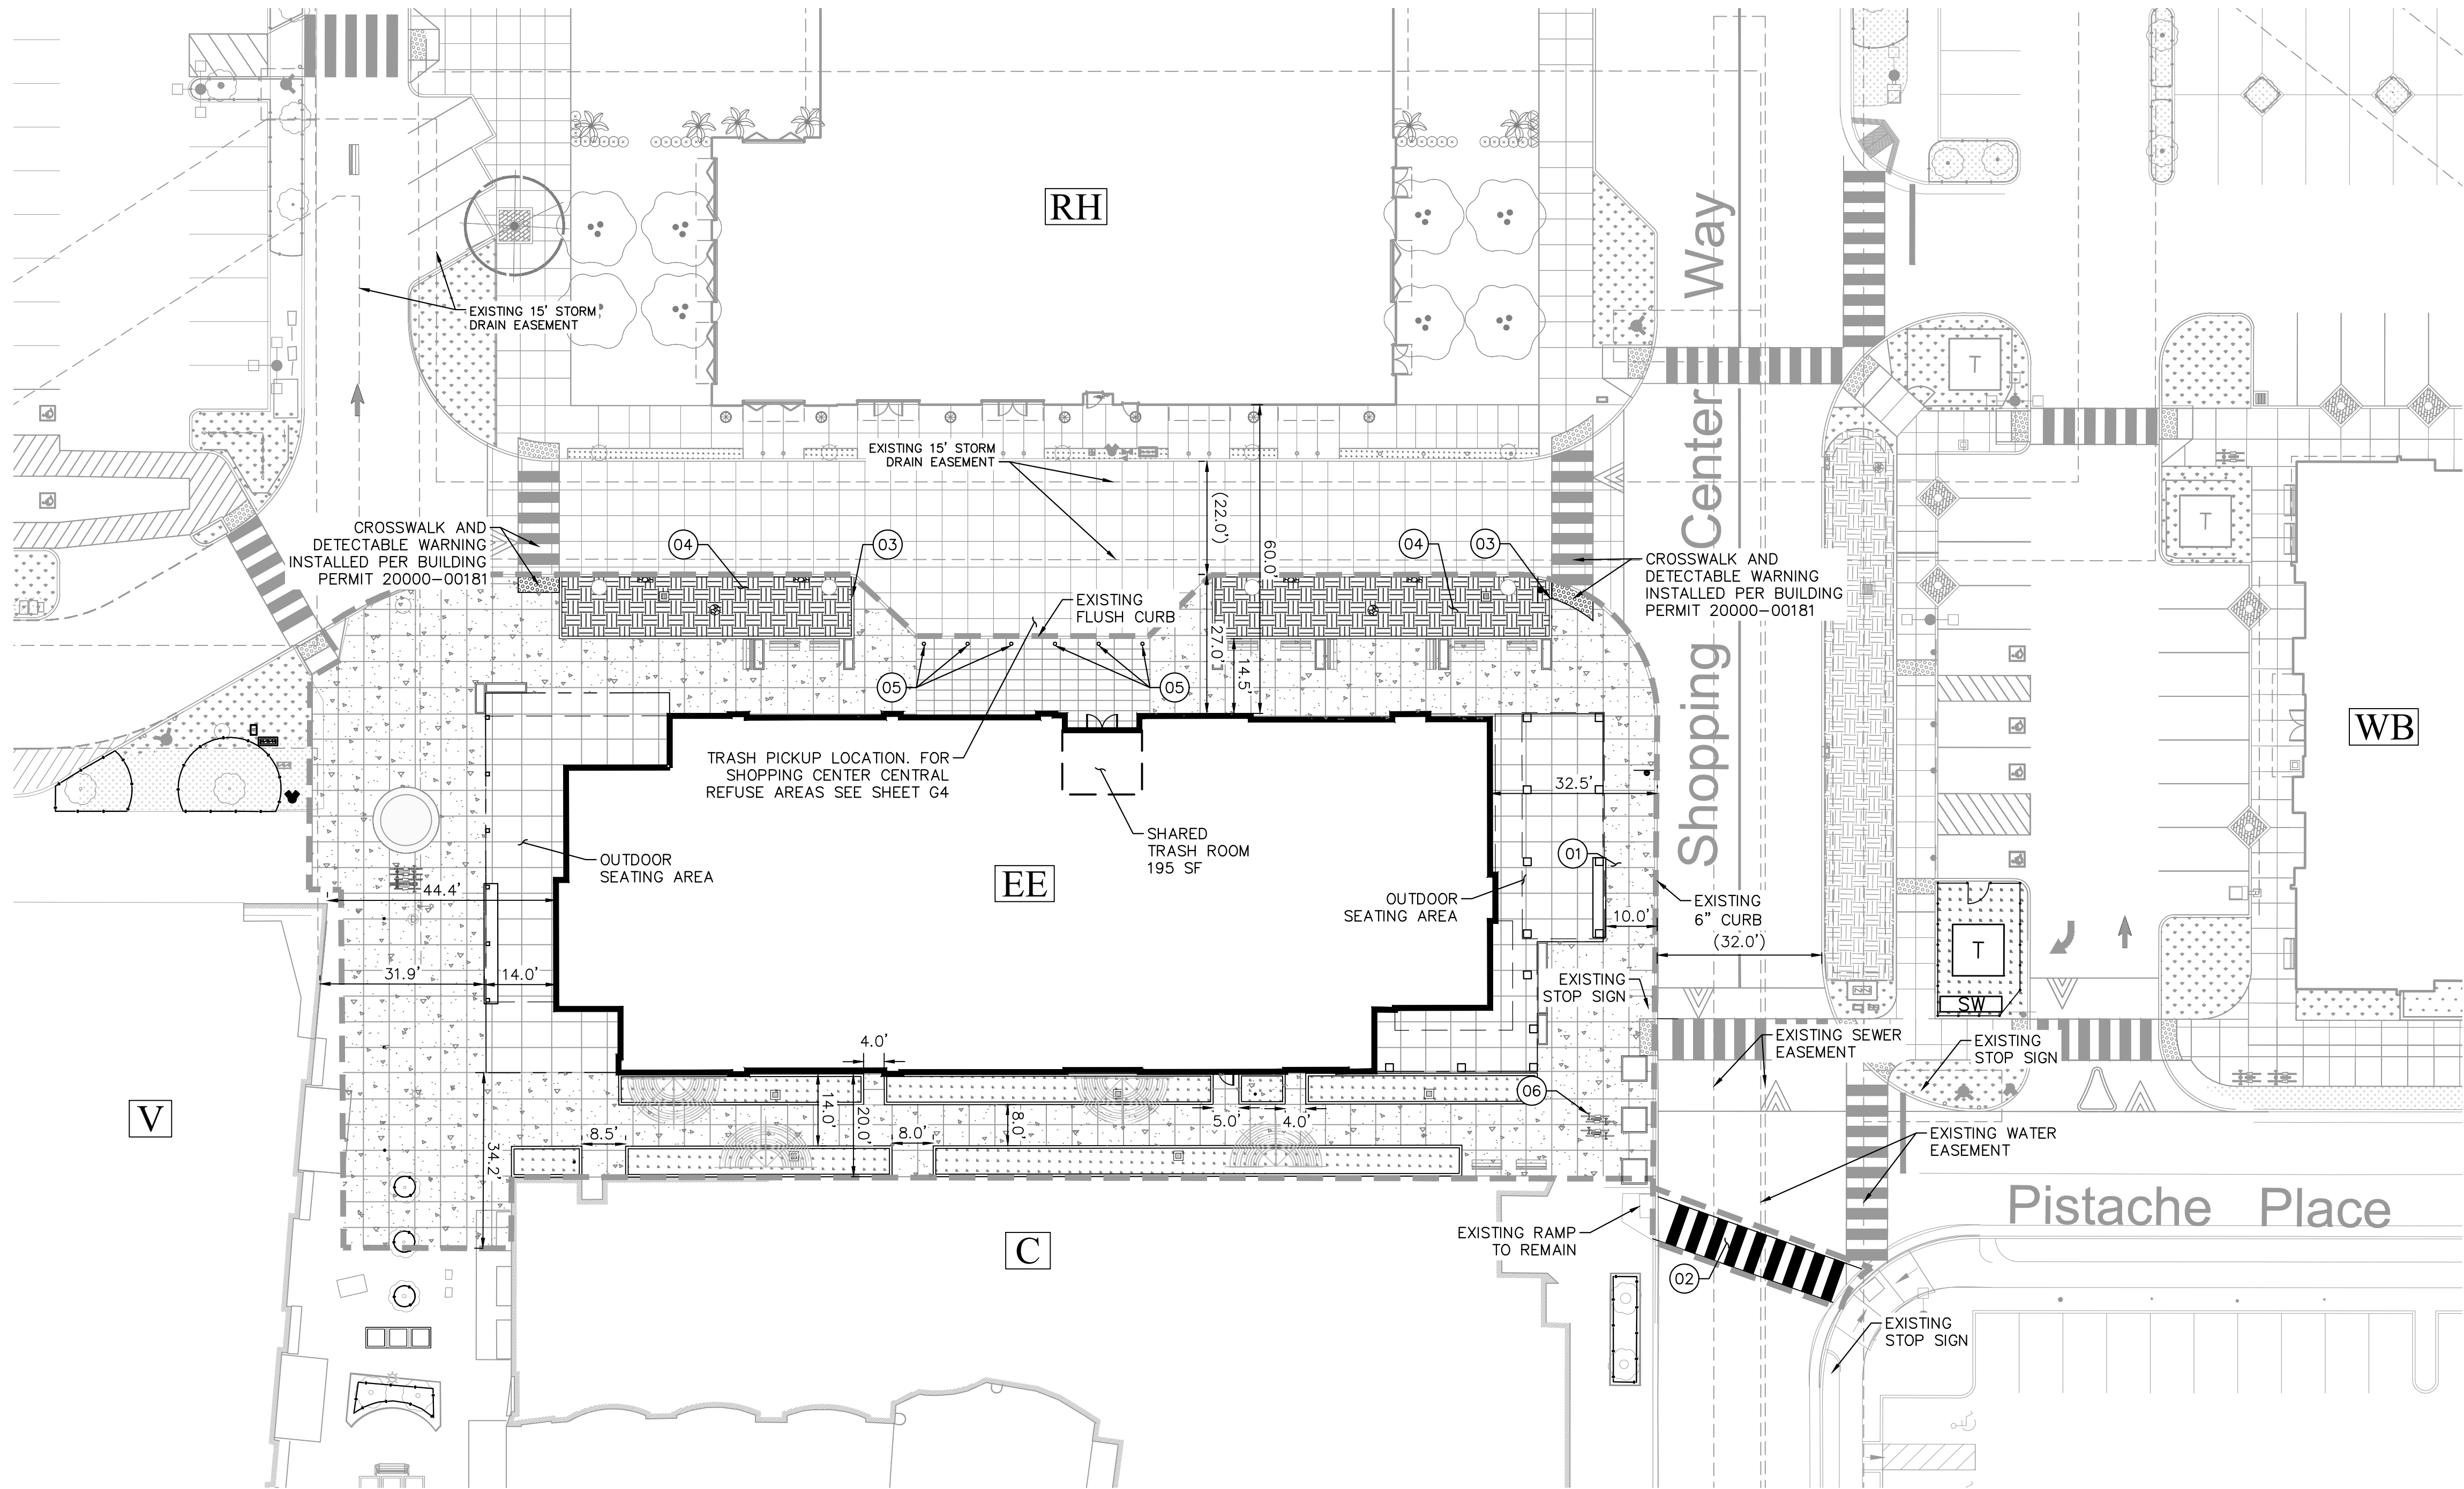 RH
Shopping Center Way
T
EXISTING 15' STORM
DRAIN EASEMENT
EXISTING 15' STORM
DRAIN EASEMENT
(22.0')
60.0'
T
CROSSWALK AND
DETECTABLE WARNING
INSTALLED PER BUILDING
PERMIT 20000-00181
04
03
04
03
CROSSWALK AND
DETECTABLE WARNING
INSTALLED PER BUILDING
PERMIT 20000-00181
EXISTING
FLUSH CURB
27.0'
14.5'
05
05
WB
TRASH PICKUP LOCATION. FOR
SHOPPING CENTER CENTRAL
REFUSE AREAS SEE SHEET G4
32.5'
SHARED
TRASH ROOM
195 SF
OUTDOOR
SEATING AREA
01
EE
44.4'
OUTDOOR
SEATING AREA
10.0'
EXISTING
6" CURB
(32.0')
T
SW
31.9'
14.0'
EXISTING
STOP SIGN
4.0'
EXISTING SEWER
EASEMENT
EXISTING
STOP SIGN
06
V
14.0'
20.0'
8.0'
5.0'
4.0'
8.5'
8.0'
34.2'
EXISTING WATER
EASEMENT
Pistache Place
C
EXISTING RAMP
TO REMAIN
02
EXISTING
STOP SIGN